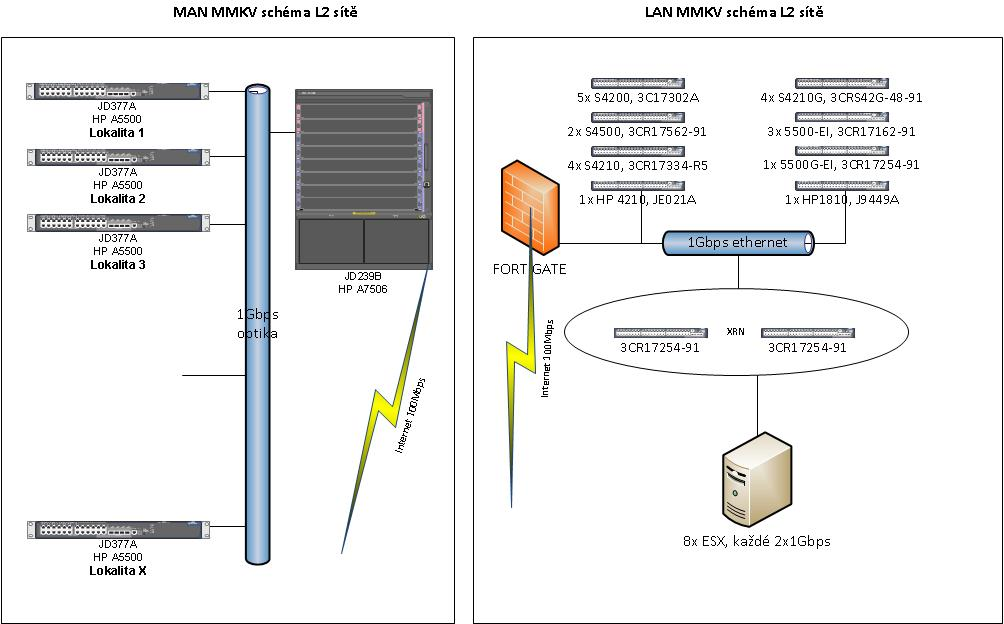 MAN MMKV schéma L2 sítě
JD377A
HP A5500
Lokalita 1
JD377A
HP A5500
Lokalita 2
JD377A
HP A5500
Lokalita 3
1Gbps
optika
JD377A
HP A5500
Lokalita X
JD239B
HP A7506
Internet 100Mbps
LAN MMKV schéma L2 sítě
5x S4200, 3C17302A
2x S4500, 3CR17562-91
4x S4210, 3CR17334-R5
1x HP 4210, JE021A
4x S4210G, 3CRS42G-48-91
3x 5500-EI, 3CR17162-91
1x 5500G-EI, 3CR17254-91
1x HP1810, J9449A
FORTIGATE
1Gbps ethernet
Internet 100Mbps
XRN
3CR17254-91
3CR17254-91
8x ESX, každé 2x1Gbps